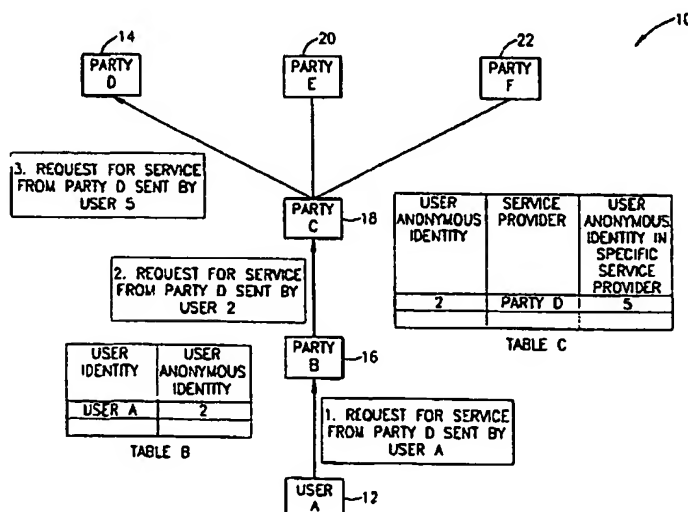 10
14
20
22
PARTY
D
PARTY
E
PARTY
F
3. REQUEST FOR SERVICE
FROM PARTY D SENT BY
USER 5
PARTY
C
18
USER
ANONYMOUS
IDENTITY
SERVICE
PROVIDER
USER
ANONYMOUS
IDENTITY IN
SPECIFIC
SERVICE
PROVIDER
2
PARTY D
5
TABLE C
2. REQUEST FOR SERVICE
FROM PARTY D SENT BY
USER 2
PARTY
B
16
USER
IDENTITY
USER
ANONYMOUS
IDENTITY
USER A
2
TABLE B
1. REQUEST FOR SERVICE
FROM PARTY D SENT BY
USER A
USER
A
12